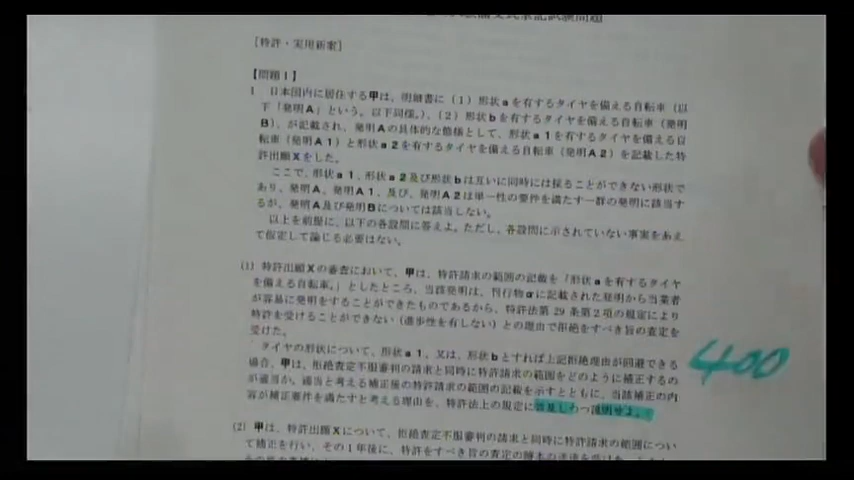 論文式筆記試験問題
[特許・実用新案]
【問題Ⅰ】
1 日本国内に居住する甲は、明細書に(1)形状aを有するタイヤを備える自転車(以
下「発明A」という。以下同様。)、(2)形状bを有するタイヤを備える自転車(発明
B)、が記載され、発明Aの具体的な態様として、形状a1を有するタイヤを備える自
転車(発明A1)と形状a2を有するタイヤを備える自転車(発明A2)を記載した特
許出願Xをした。
ここで、形状a1、形状a2及び形状bは互いに同時には採ることができない形状で
あり、発明A、発明A1、及び、発明A2は単一性の要件を満たす一群の発明に該当す
るが、発明A及び発明Bについては該当しない。
以上を前提に、以下の各設問に答えよ。ただし、各設問に示されていない事実をあえ
て仮定して論じる必要はない。
(1) 特許出願Xの審査において、甲は、特許請求の範囲の記載を「形状aを有するタイヤ
を備える自転車。」としたところ、当該発明は、刊行物αに記載された発明から当業者
が容易に発明をすることができたものであるから、特許法第29条第2項の規定により
特許を受けることができない(進歩性を有しない)との理由で拒絶をすべき旨の査定を
受けた。
タイヤの形状について、形状a1、又は、形状bとすれば上記拒絶理由が回避できる
場合、甲は、拒絶査定不服審判の請求と同時に特許請求の範囲をどのように補正するの
が適当か。適当と考える補正後の特許請求の範囲の記載を示すとともに、当該補正の内
容が補正要件を満たすと考える理由を、特許法上の規定に言及しつつ説明せよ。
400
(2) 甲は、特許出願Xについて、拒絶査定不服審判の請求と同時に特許請求の範囲につい
て補正を行い、その1年後に、特許をすべき旨の査定の謄本の送達を受けた。